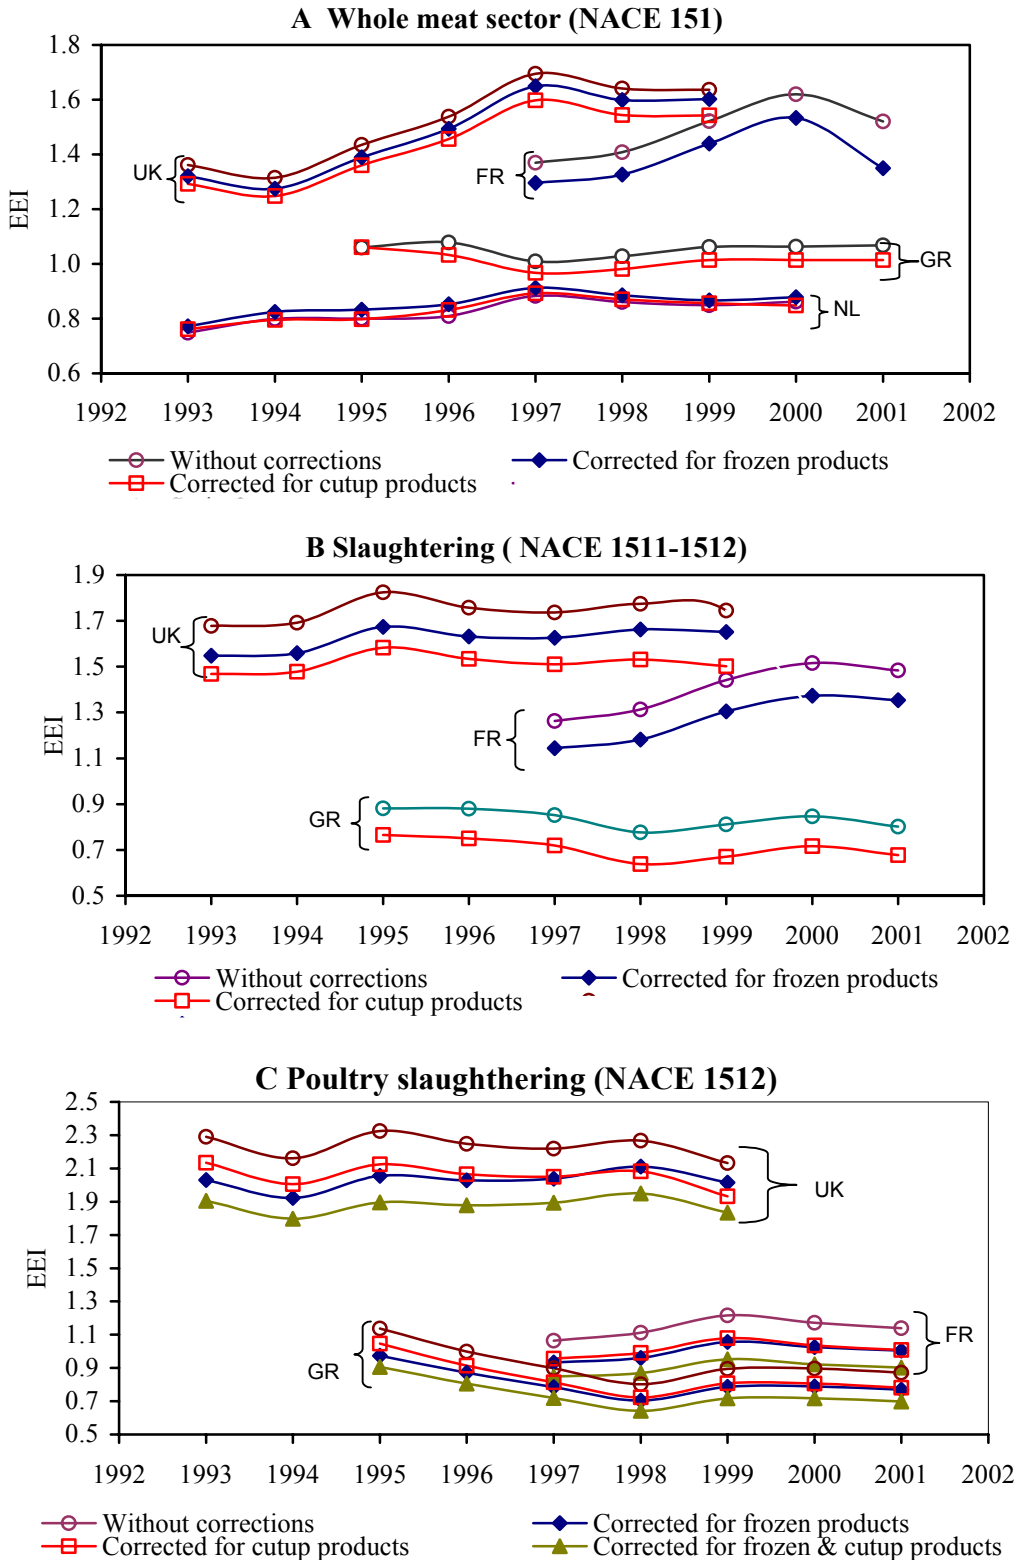 A Whole meat sector (NACE 151)
1.8
1.6
1.4
1.2
1.0
0.8
0.6
EEI
UK
FR
GR
NL
1992 1993 1994 1995 1996 1997 1998 1999 2000 2001 2002
Without corrections Corrected for frozen products
Corrected for cutup products
B Slaughtering ( NACE 1511-1512)
1.9
1.7
1.5
1.3
1.1
0.9
0.7
0.5
EEI
UK
FR
GR
1992 1993 1994 1995 1996 1997 1998 1999 2000 2001 2002
Without corrections Corrected for frozen products
Corrected for cutup products
C Poultry slaughthering (NACE 1512)
2.5
2.3
2.1
1.9
1.7
1.5
1.3
1.1
0.9
0.7
0.5
EEI
UK
FR
GR
1992 1993 1994 1995 1996 1997 1998 1999 2000 2001 2002
Without corrections Corrected for frozen products
Corrected for cutup products Corrected for frozen & cutup products